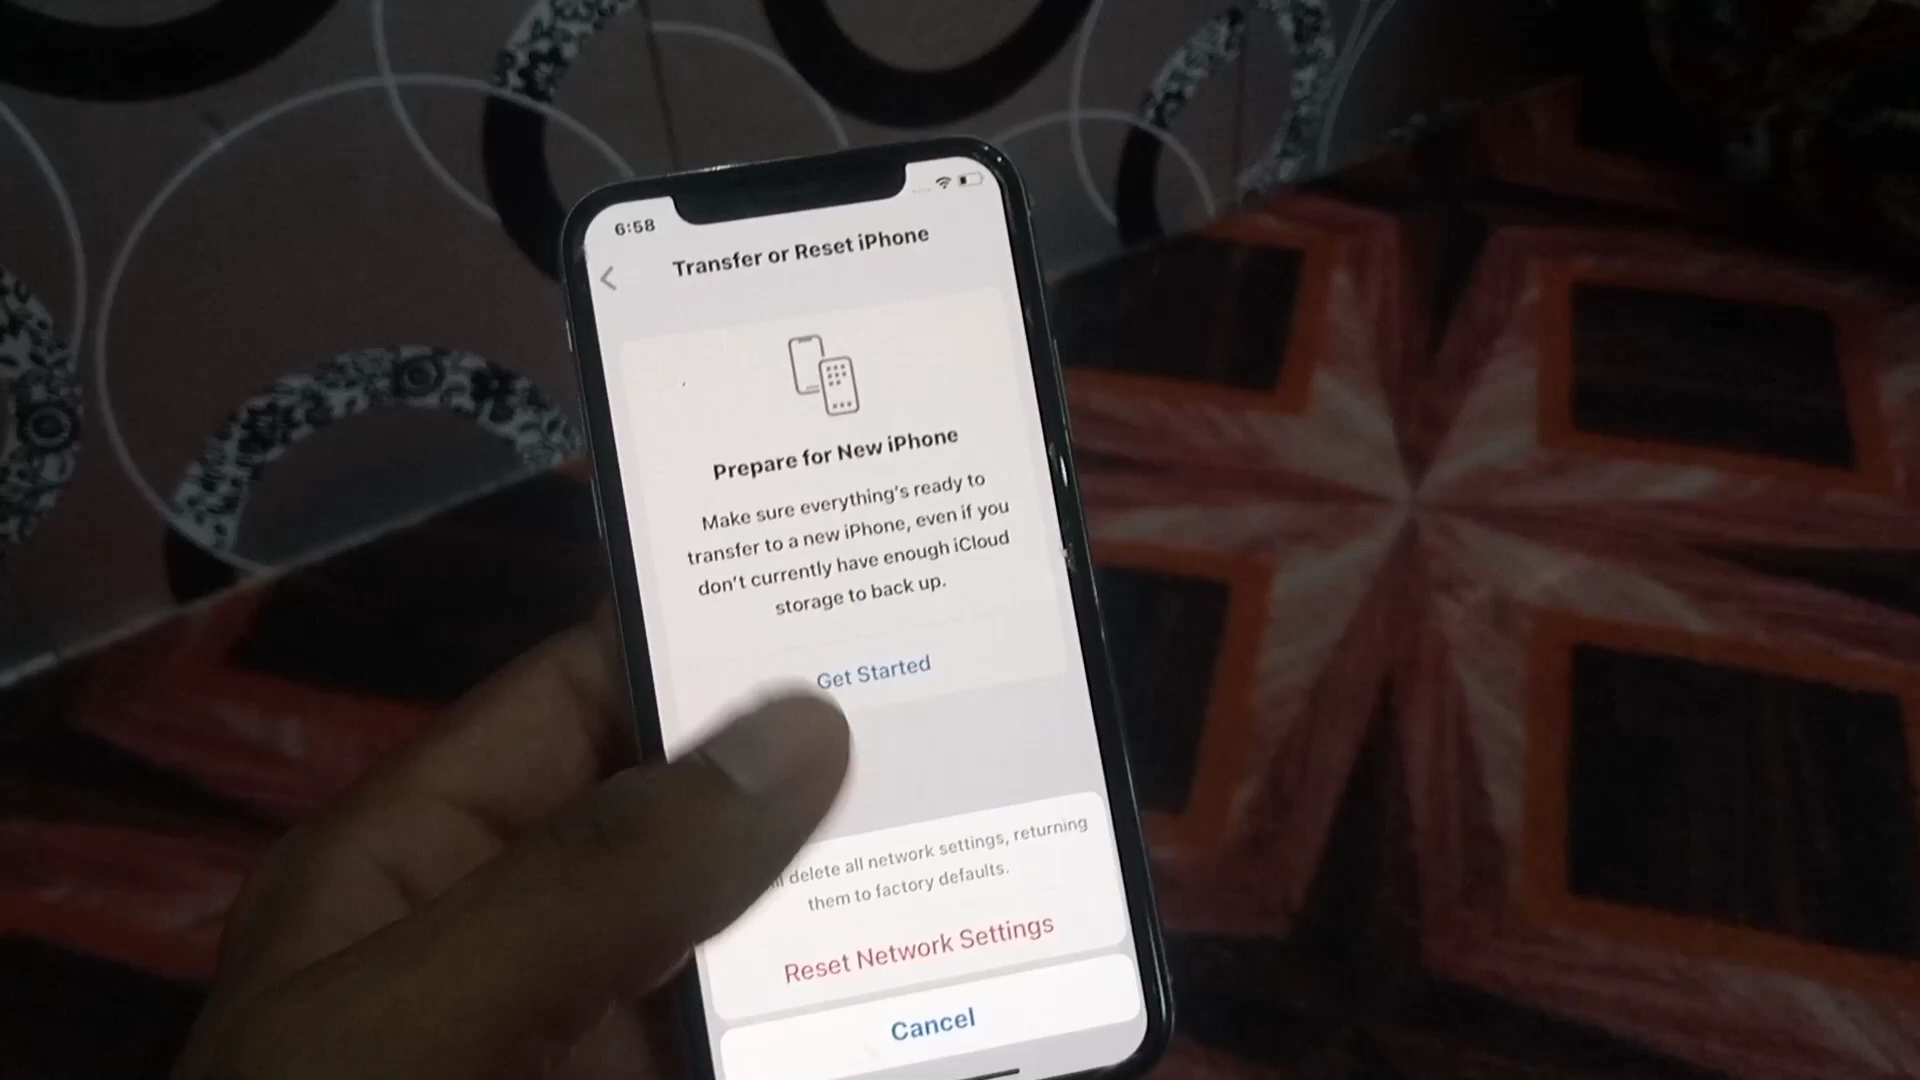 6:58
Transfer or Reset iPhone
Prepare for New iPhone
Make sure everything's ready to
transfer to a new iPhone, even if you
don't currently have enough iCloud
storage to back up.
Get Started
delete all network settings, returning
them to factory defaults.
Reset Network Settings
Cancel